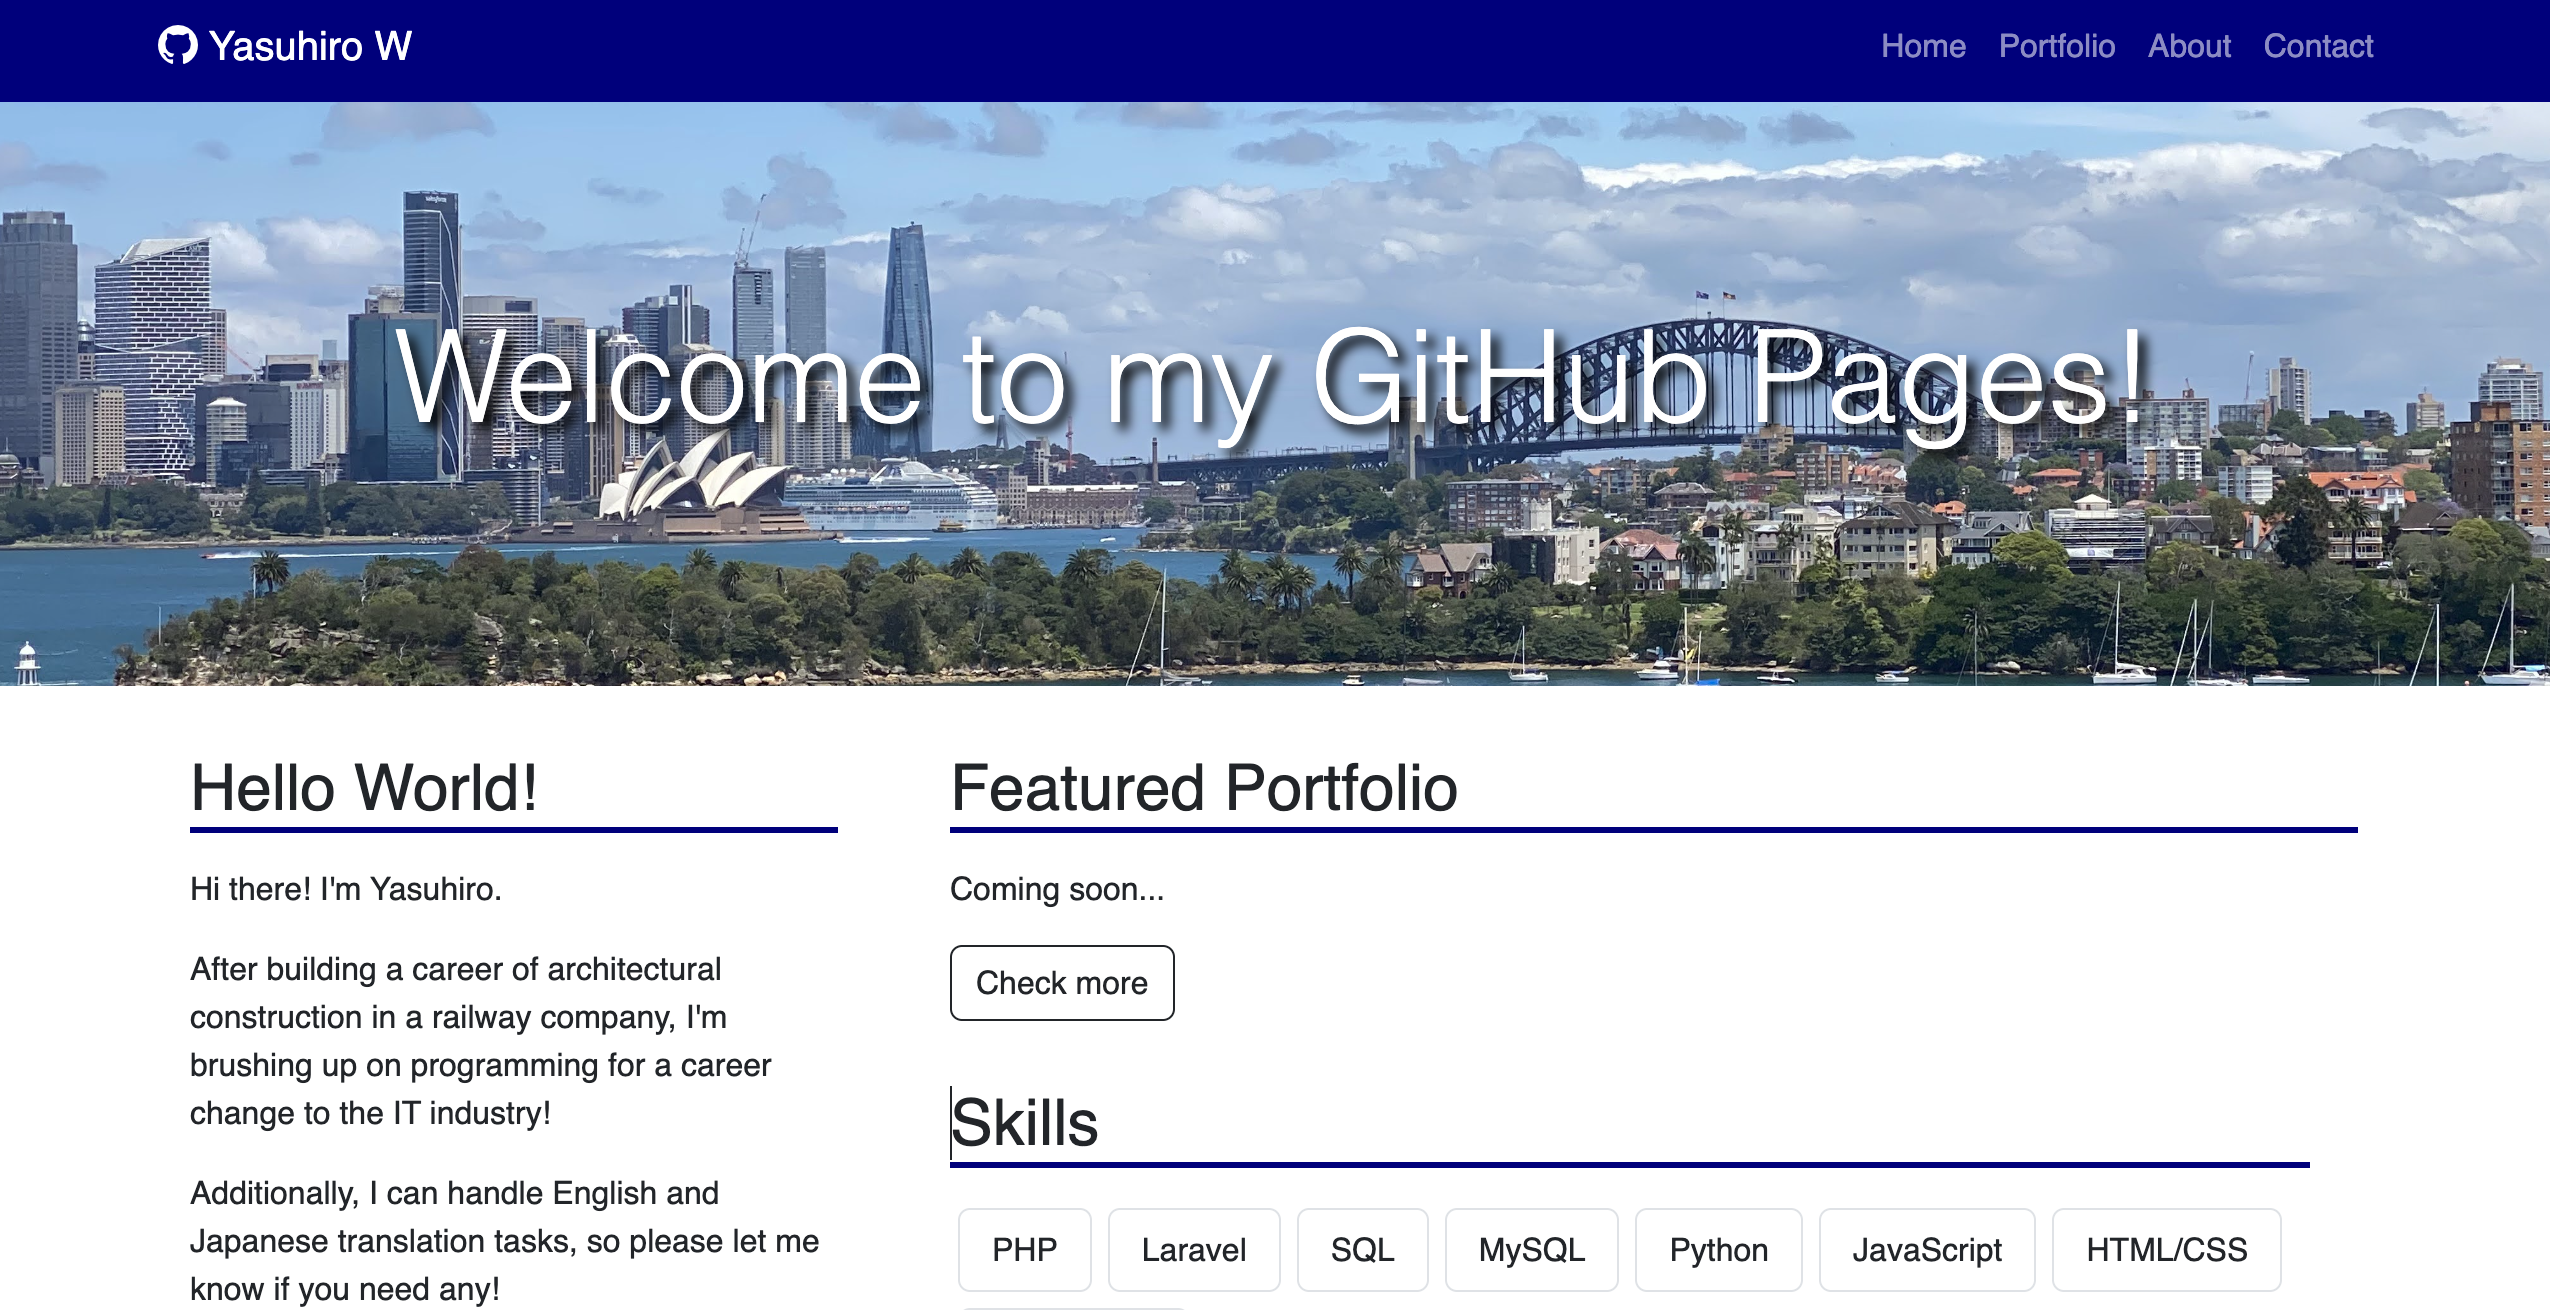 Yasuhiro W
Home Portfolio About Contact
salesforce
Welcome to my GitHub Pages!
Hello World!
Hi there! I'm Yasuhiro.
After building a career of architectural
construction in a railway company, I'm
brushing up on programming for a career
change to the IT industry!
Additionally, I can handle English and
Japanese translation tasks, so please let me
know if you need any!
Featured Portfolio
Coming soon...
Check more
Skills
PHP Laravel SQL MySQL Python JavaScript HTML/CSS